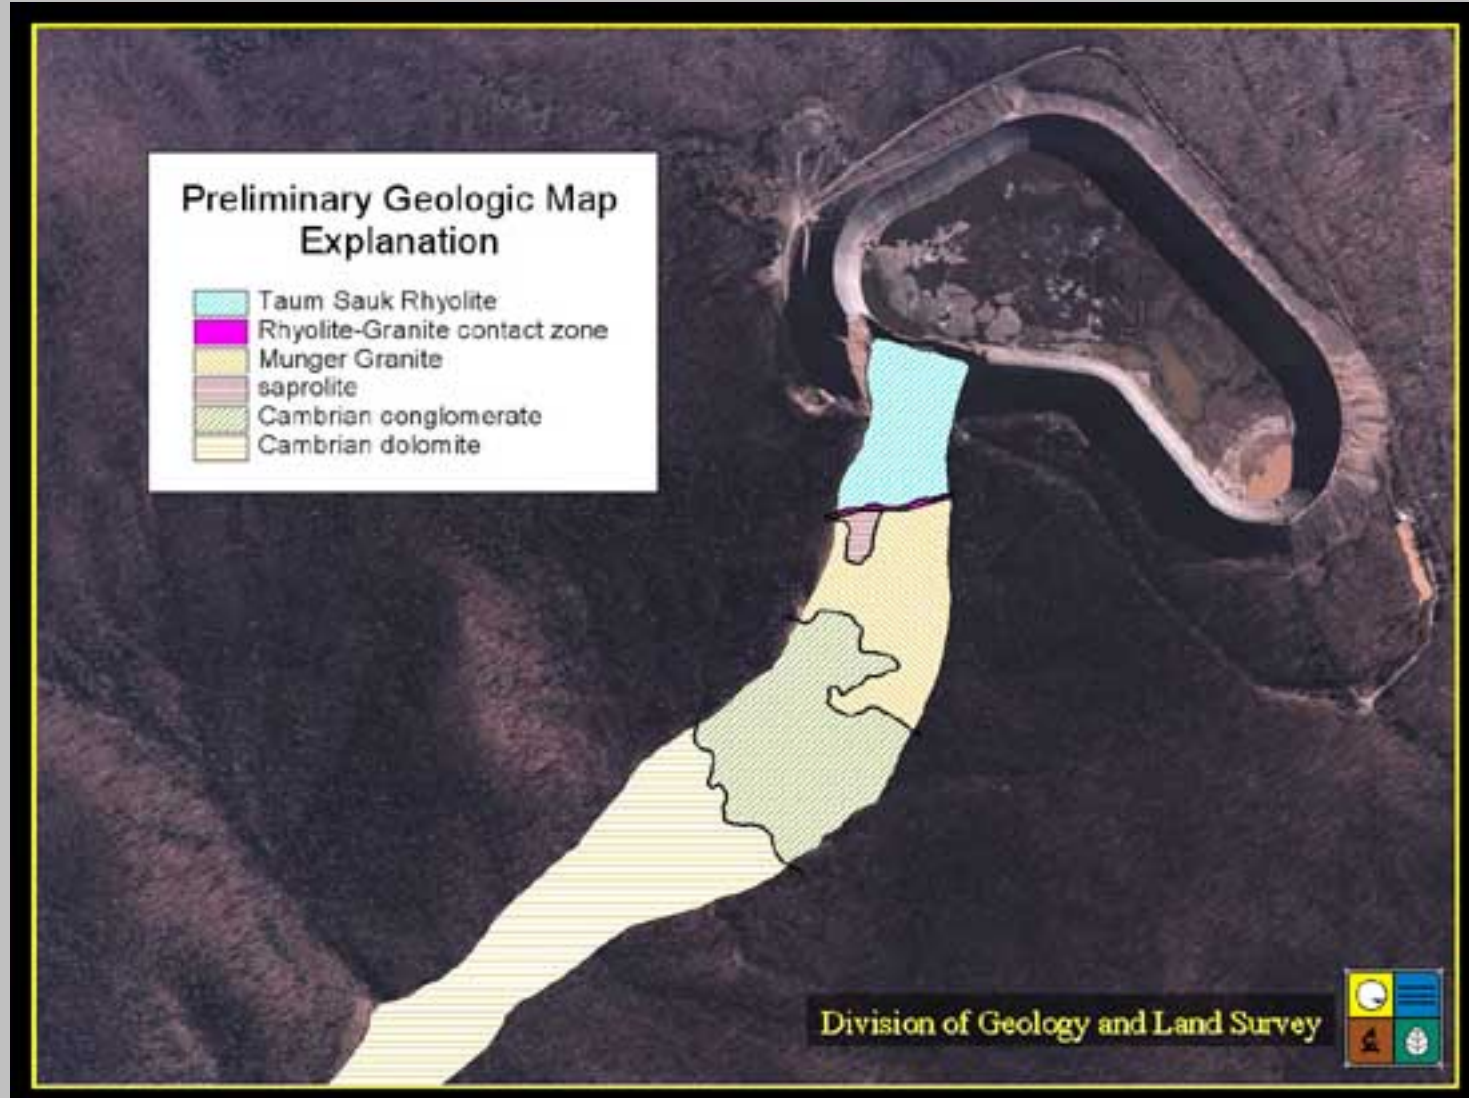 Preliminary Geologic Map
Explanation
Taum Sauk Rhyolite
Rhyolite-Granite contact zone
Munger Granite
saprolite
Cambrian conglomerate
Cambrian dolomite
Division of Geology and Land Survey